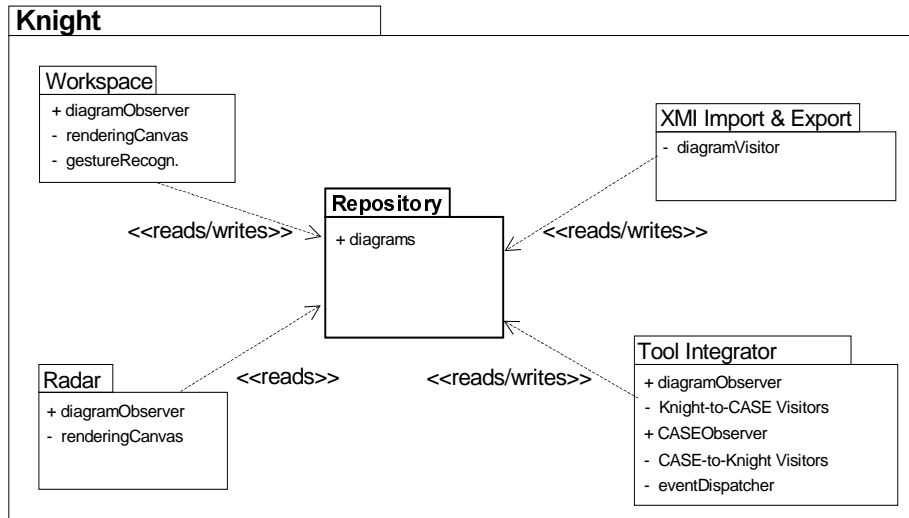 Knight
Workspace
+ diagramObserver
- renderingCanvas
- gestureRecogn.
XMI Import & Export
- diagramVisitor
Repository
+ diagrams
<<reads/writes>>
<<reads/writes>>
Radar
+ diagramObserver
- renderingCanvas
<<reads>>
<<reads/writes>>
Tool Integrator
+ diagramObserver
- Knight-to-CASE Visitors
+ CASEObserver
- CASE-to-Knight Visitors
- eventDispatcher